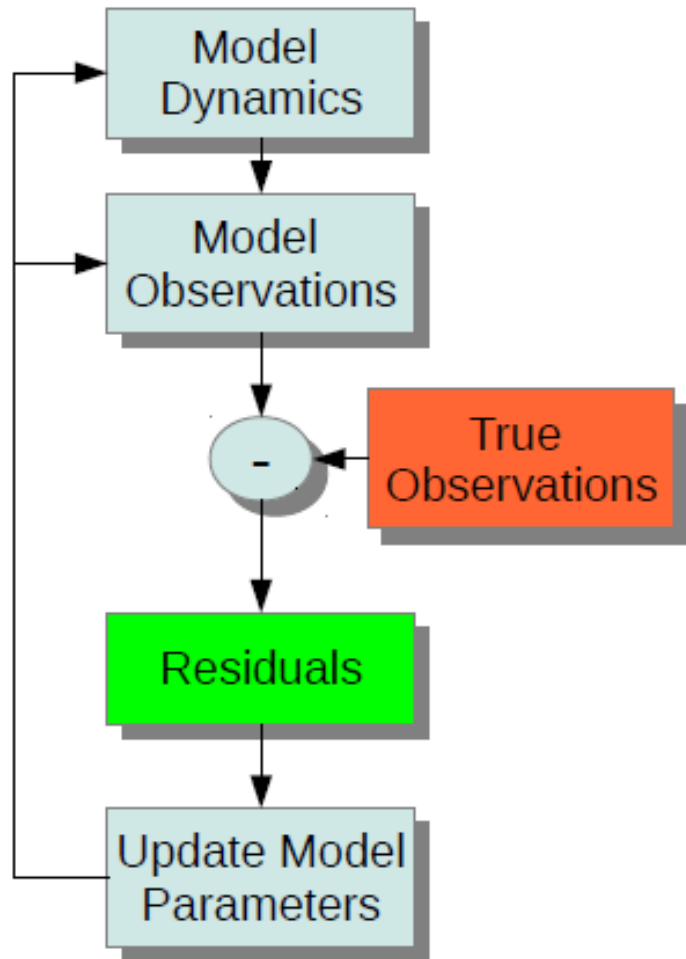 Model
Dynamics
Model
Observations
-
True
Observations
Residuals
Update Model
Parameters